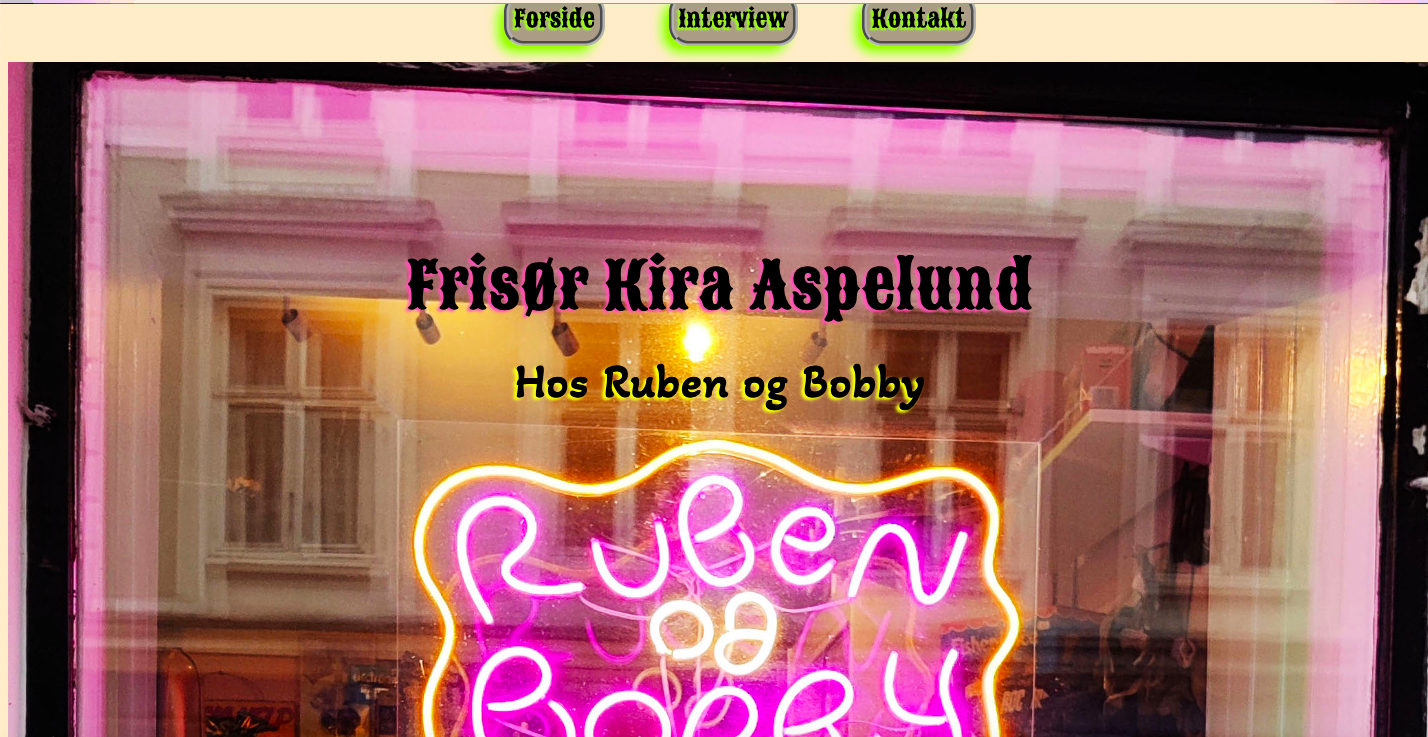 Forside Interview Kontakt
Frisør Kira Aspelund
Hos Ruben og Bobby
RuBeN
og
BoBBY